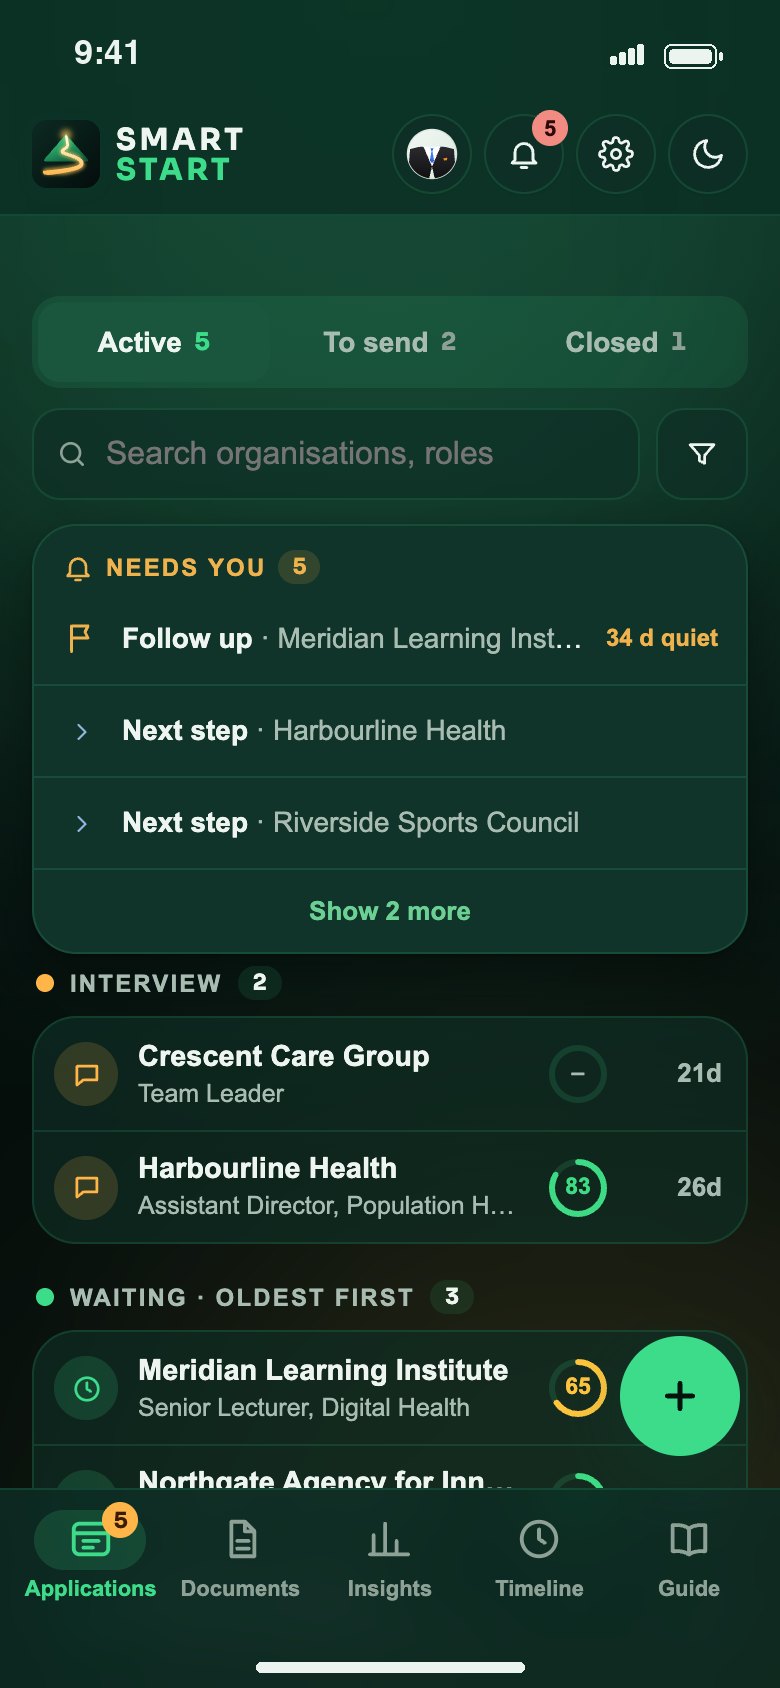 9:41
SMART
START
5
Active 5
To send 2
Closed 1
Search organisations, roles
NEEDS YOU 5
Follow up · Meridian Learning Inst... 34 d quiet
Next step · Harbourline Health
Next step · Riverside Sports Council
Show 2 more
INTERVIEW 2
Crescent Care Group
Team Leader
–
21d
Harbourline Health
Assistant Director, Population H...
83
26d
WAITING · OLDEST FIRST 3
Meridian Learning Institute
Senior Lecturer, Digital Health
65
Northgate Agency for Inn...
5
Applications
Documents
Insights
Timeline
Guide